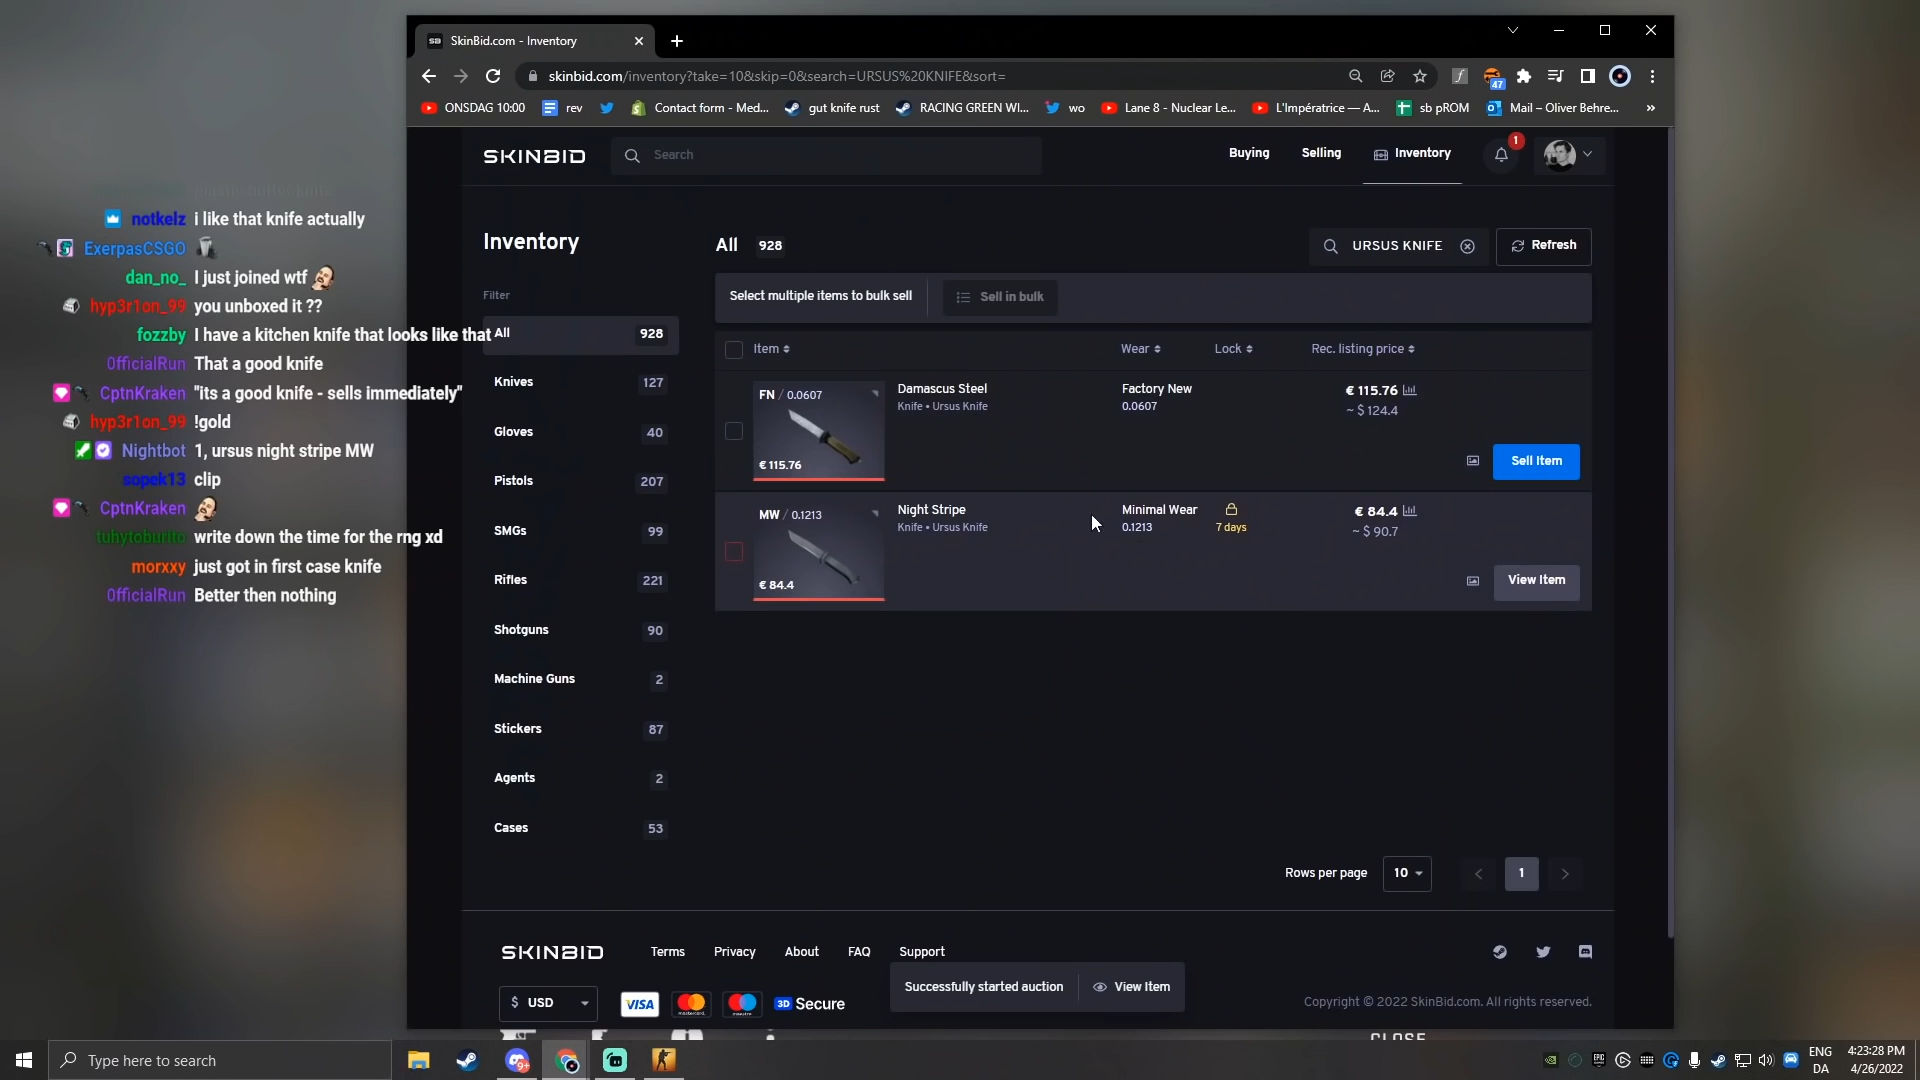 SkinBid.com - Inventory
skinbid.com/inventory?take=10&skip=0&search=URSUS%20KNIFE&sort=
47
ONSDAG 10:00
rev
Contact form - Med...
gut knife rust
RACING GREEN WI...
wo
Lane 8 - Nuclear Le...
L'Impératrice — A...
sb pROM
Mail – Oliver Behre...
»
SKINBID
Search
Buying
Selling
Inventory
1
notkelz i like that knife actually
ExerpasCSGO
dan_no_ I just joined wtf
hyp3r1on_99 you unboxed it ??
fozzby I have a kitchen knife that looks like that
0fficialRun That a good knife
CptnKraken "Its a good knife - sells immediately"
hyp3r1on_99 !gold
Nightbot 1, ursus night stripe MW
sopek13 clip
CptnKraken
tuhytoburito write down the time for the rng xd
morxxy just got in first case knife
0fficialRun Better then nothing
Inventory
Filter
All 928
Knives 127
Gloves 40
Pistols 207
SMGs 99
Rifles 221
Shotguns 90
Machine Guns 2
Stickers 87
Agents 2
Cases 53
All 928
URSUS KNIFE
Refresh
Select multiple items to bulk sell
Sell in bulk
Item
Wear
Lock
Rec. listing price
FN / 0.0607
€ 115.76
Damascus Steel
Knife • Ursus Knife
Factory New
0.0607
€ 115.76
~ $ 124.4
Sell Item
MW / 0.1213
€ 84.4
Night Stripe
Knife • Ursus Knife
Minimal Wear
0.1213
7 days
€ 84.4
~ $ 90.7
View Item
Rows per page
10
<
1
>
SKINBID
Terms
Privacy
About
FAQ
Support
$ USD
VISA
mastercard
maestro
3D Secure
Successfully started auction
View Item
Copyright © 2022 SkinBid.com. All rights reserved.
CLOSE
Type here to search
9+
EPIC
ENG
DA
4:23:28 PM
4/26/2022